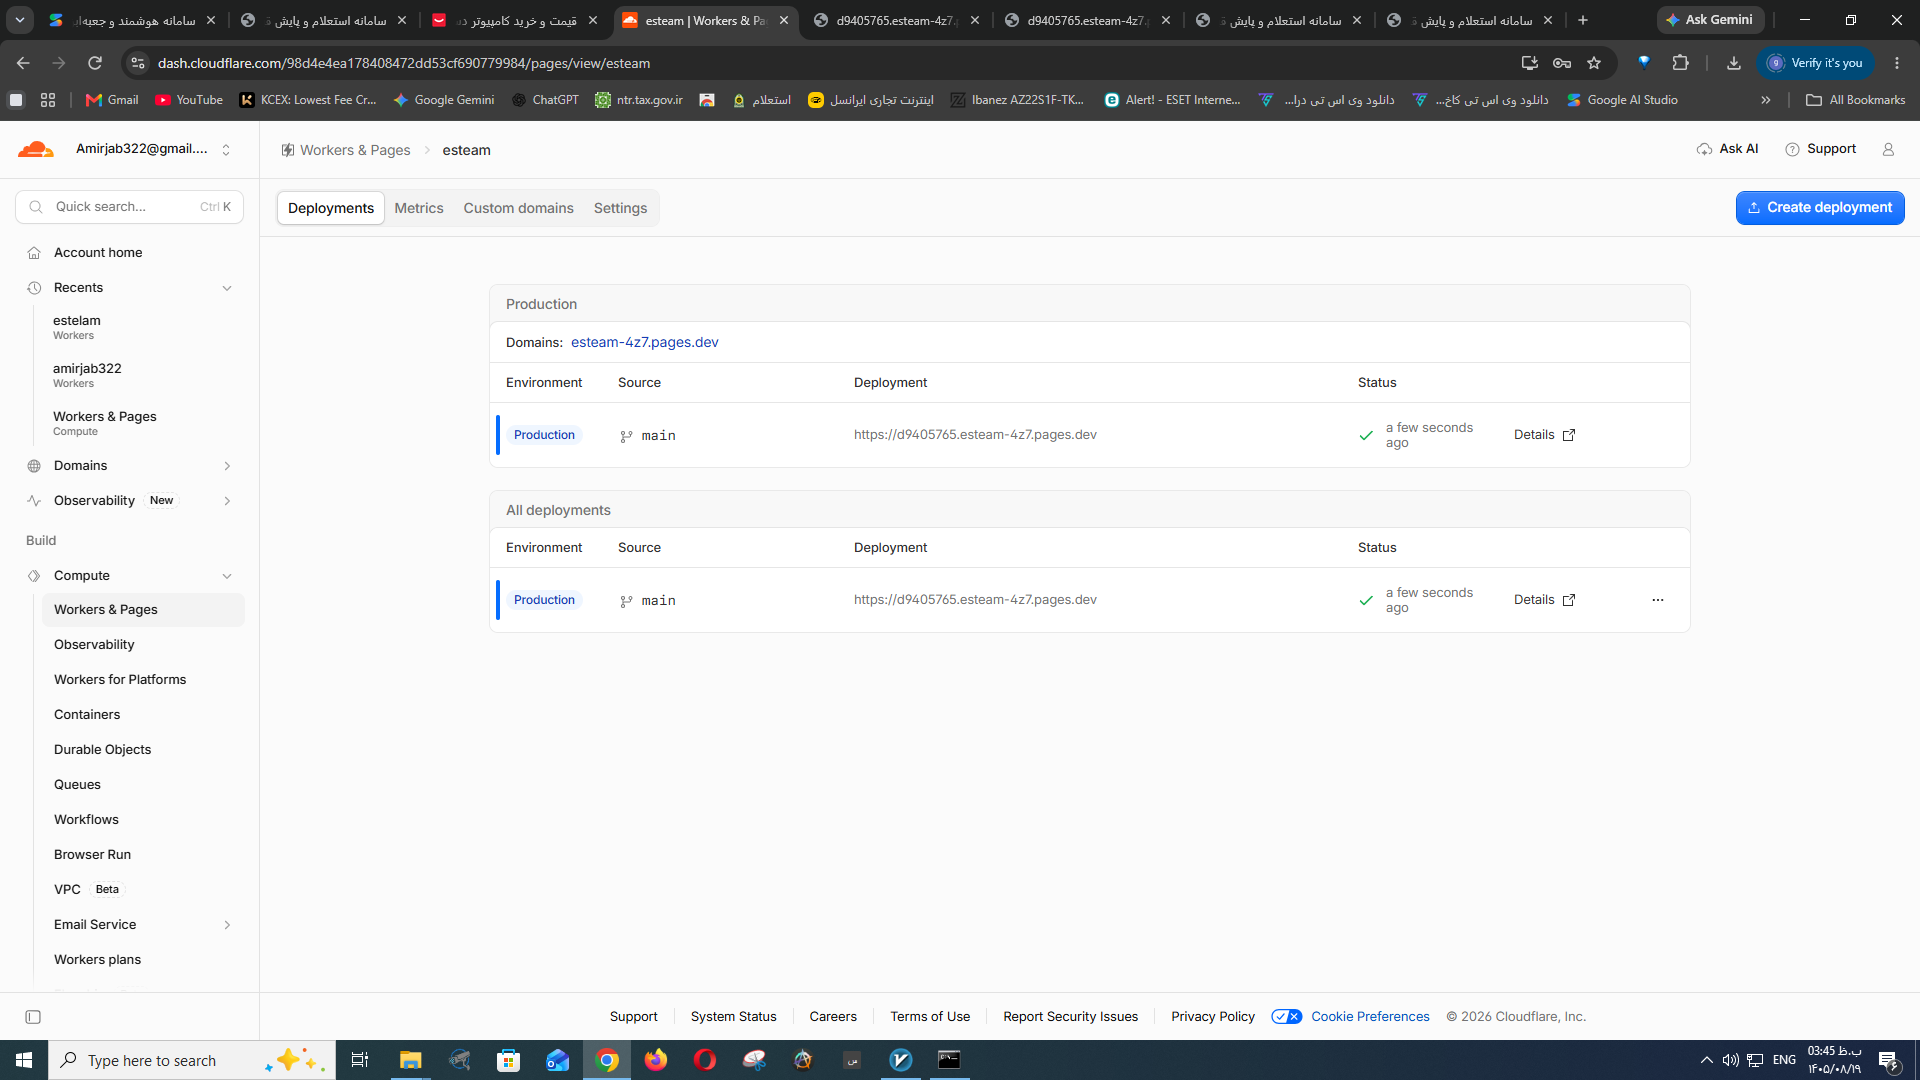 سامانه هوشمند و جعبه‌ا
سامانه استعلام و پایش ق
قیمت و خرید کامپیوتر دس
esteam | Workers & Pa
d9405765.esteam-4z7.p
d9405765.esteam-4z7.p
سامانه استعلام و پایش ق
سامانه استعلام و پایش ق
Ask Gemini
dash.cloudflare.com/98d4e4ea178408472dd53cf690779984/pages/view/esteam
Verify it's you
Gmail
YouTube
KCEX: Lowest Fee Cr...
Google Gemini
ChatGPT
ntr.tax.gov.ir
استعلام
اینترنت تجاری ایرانسل
Ibanez AZ22S1F-TK...
Alert! - ESET Interne...
دانلود وی اس تی درا...
دانلود وی اس تی کاخ...
Google AI Studio
All Bookmarks
Amirjab322@gmail....
Workers & Pages > esteam
Ask AI
Support
Quick search... Ctrl K
Deployments
Metrics
Custom domains
Settings
Create deployment
Account home
Recents
estelam
Workers
amirjab322
Workers
Workers & Pages
Compute
Domains
Observability New
Build
Compute
Workers & Pages
Observability
Workers for Platforms
Containers
Durable Objects
Queues
Workflows
Browser Run
VPC Beta
Email Service
Workers plans
Production
Domains: esteam-4z7.pages.dev
Environment Source Deployment Status
Production main https://d9405765.esteam-4z7.pages.dev a few seconds ago Details
All deployments
Environment Source Deployment Status
Production main https://d9405765.esteam-4z7.pages.dev a few seconds ago Details
Support
System Status
Careers
Terms of Use
Report Security Issues
Privacy Policy
Cookie Preferences
© 2026 Cloudflare, Inc.
Type here to search
ENG
03:45 ب.ظ
۱۴۰۵/۰۸/۱۹